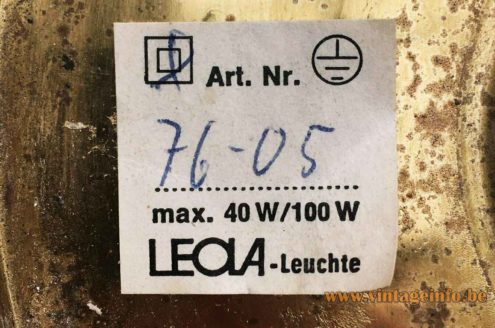 Art. Nr.
76-05
max. 40 W/100 W
LEOLA-Leuchte
www.vintageinfo.be